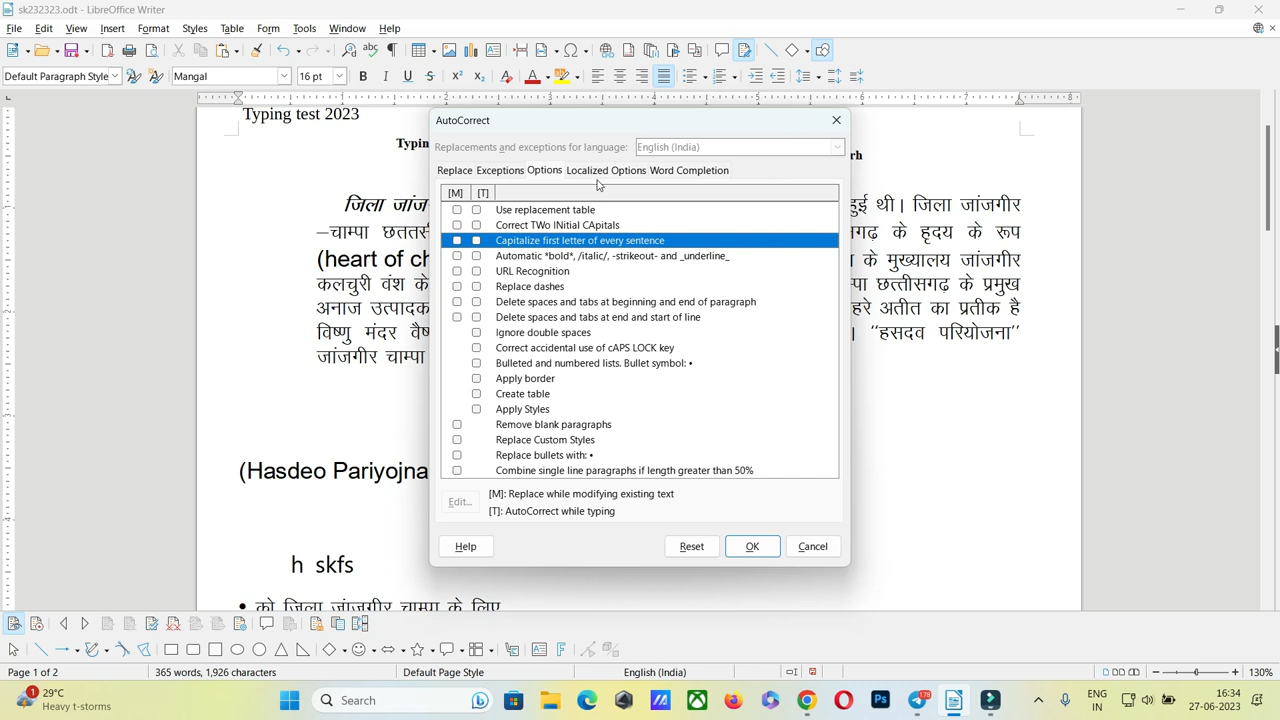 sk232323.odt - LibreOffice Writer
File Edit View Insert Format Styles Table Form Tools Window Help
Default Paragraph Style Mangal 16 pt
Typing test 2023
AutoCorrect
Replacements and exceptions for language: English (India)
Replace Exceptions Options Localized Options Word Completion
[M] [T]
Use replacement table
Correct TWo INitial CApitals
Capitalize first letter of every sentence
Automatic *bold*, /italic/, -strikeout- and _underline_
URL Recognition
Replace dashes
Delete spaces and tabs at beginning and end of paragraph
Delete spaces and tabs at end and start of line
Ignore double spaces
Correct accidental use of cAPS LOCK key
Bulleted and numbered lists. Bullet symbol: •
Apply border
Create table
Apply Styles
Remove blank paragraphs
Replace Custom Styles
Replace bullets with: •
Combine single line paragraphs if length greater than 50%
Edit... [M]: Replace while modifying existing text
[T]: AutoCorrect while typing
Help Reset OK Cancel
जिला हुई थी। जिला जांजगीर
–चाम्पा के हृदय के रूप
(heart of के मुख्यालय जांजगीर
कलचुरी वंश के छत्तीसगढ़ के प्रमुख
अनाज अतीत का प्रतीक है
विष्णु मंदर । “हसदव परियोजना”
जांजगीर चाम्पा
(Hasdeo Pariyojna
h skfs
• को जिला जांजगीर चाम्पा के लिए
Page 1 of 2 365 words, 1,926 characters Default Page Style English (India) 130%
29°C
Heavy t-storms
Search
178
ENG
IN
16:34
27-06-2023